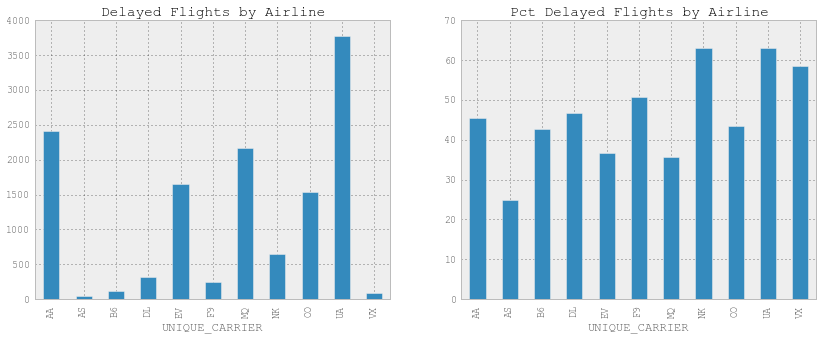 Delayed Flights by Airline
4000
3500
3000
2500
2000
1500
1000
500
0
AA AS B6 DL EV F9 MQ NK OO UA VX
UNIQUE_CARRIER
Pct Delayed Flights by Airline
70
60
50
40
30
20
10
0
AA AS B6 DL EV F9 MQ NK OO UA VX
UNIQUE_CARRIER